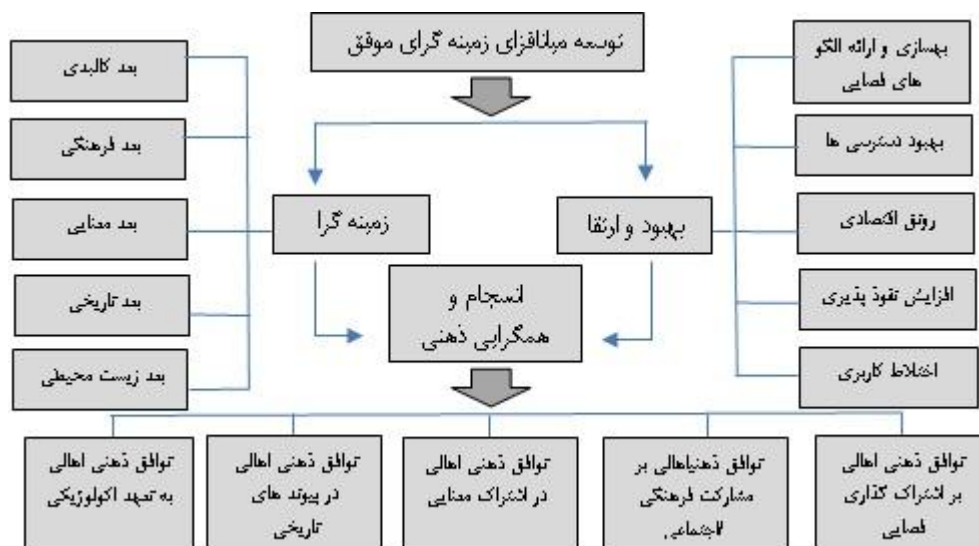 توسعه میانافزای زمینه گرای موفق
بهسازی و ارائه الگو
های فضایی
بهبود دسترسی ها
رونق اقتصادی
افزایش نفوذ پذیری
اختلاط کاربری
بهبود و ارتقا
زمینه گرا
بعد کالبدی
بعد فرهنگی
بعد معنایی
بعد تاریخی
بعد زیست محیطی
انسجام و
همگرایی ذهنی
توافق ذهنی اهالی
بر اشتراک گذاری
فضایی
توافق ذهنیاهالی بر
مشارکت فرهنگی
اجتماعی
توافق ذهنی اهالی
در اشتراک معنایی
توافق ذهنی اهالی
در پیوند های
تاریخی
توافق ذهنی اهالی
به تعهد اکولوژیکی